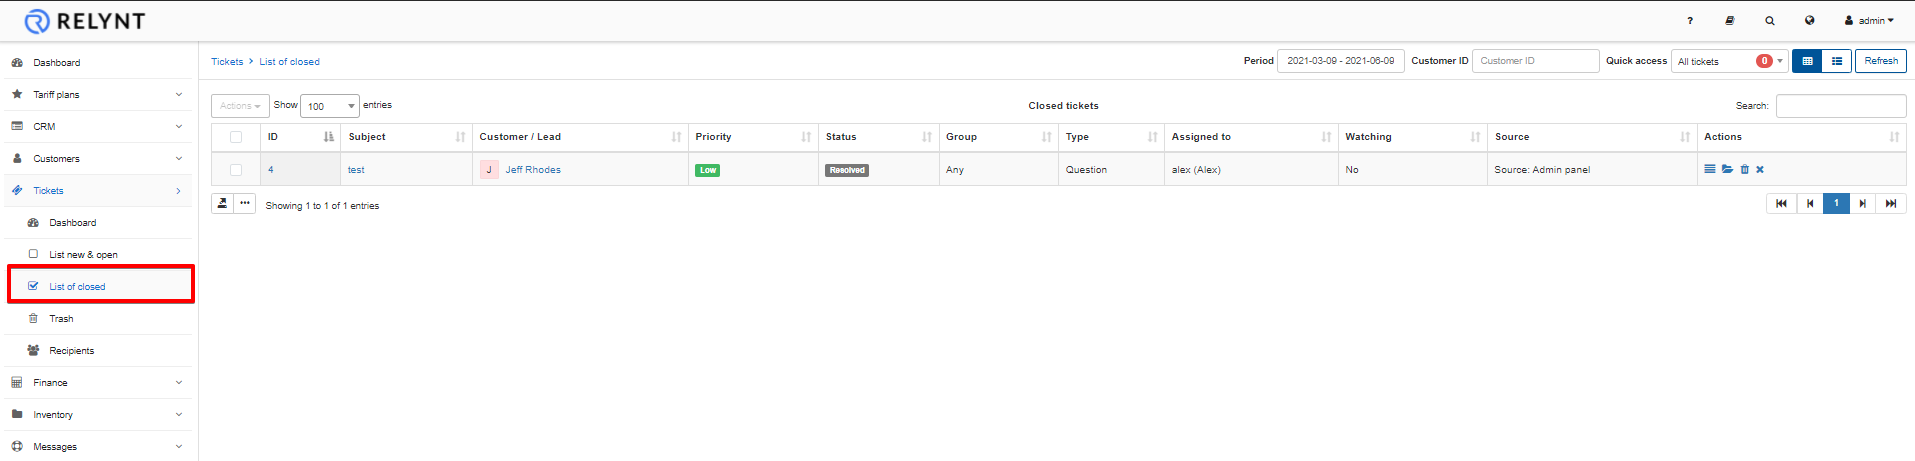 RELYNT
? admin
Dashboard
Tariff plans
CRM
Customers
Tickets
Dashboard
List new & open
List of closed
Trash
Recipients
Finance
Inventory
Messages
Tickets > List of closed
Period 2021-03-09 - 2021-06-09 Customer ID Customer ID Quick access All tickets 0 Refresh
Actions Show 100 entries Closed tickets Search:
ID Subject Customer / Lead Priority Status Group Type Assigned to Watching Source Actions
4 test J Jeff Rhodes Low Resolved Any Question alex (Alex) No Source: Admin panel
Showing 1 to 1 of 1 entries 1